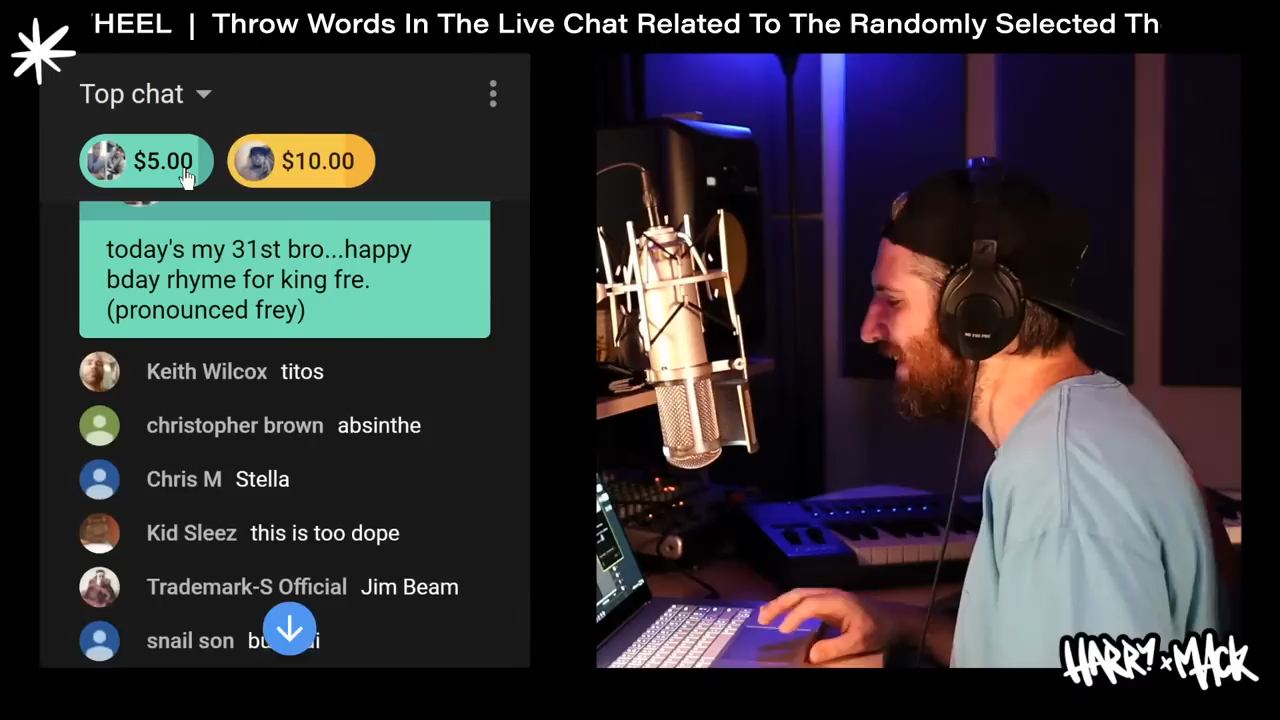 HEEL | Throw Words In The Live Chat Related To The Randomly Selected Th
Top chat
$5.00 $10.00
today's my 31st bro...happy
bday rhyme for king fre.
(pronounced frey)
Keith Wilcox titos
christopher brown absinthe
Chris M Stella
Kid Sleez this is too dope
Trademark-S Official Jim Beam
snail son
HARRY x MACK